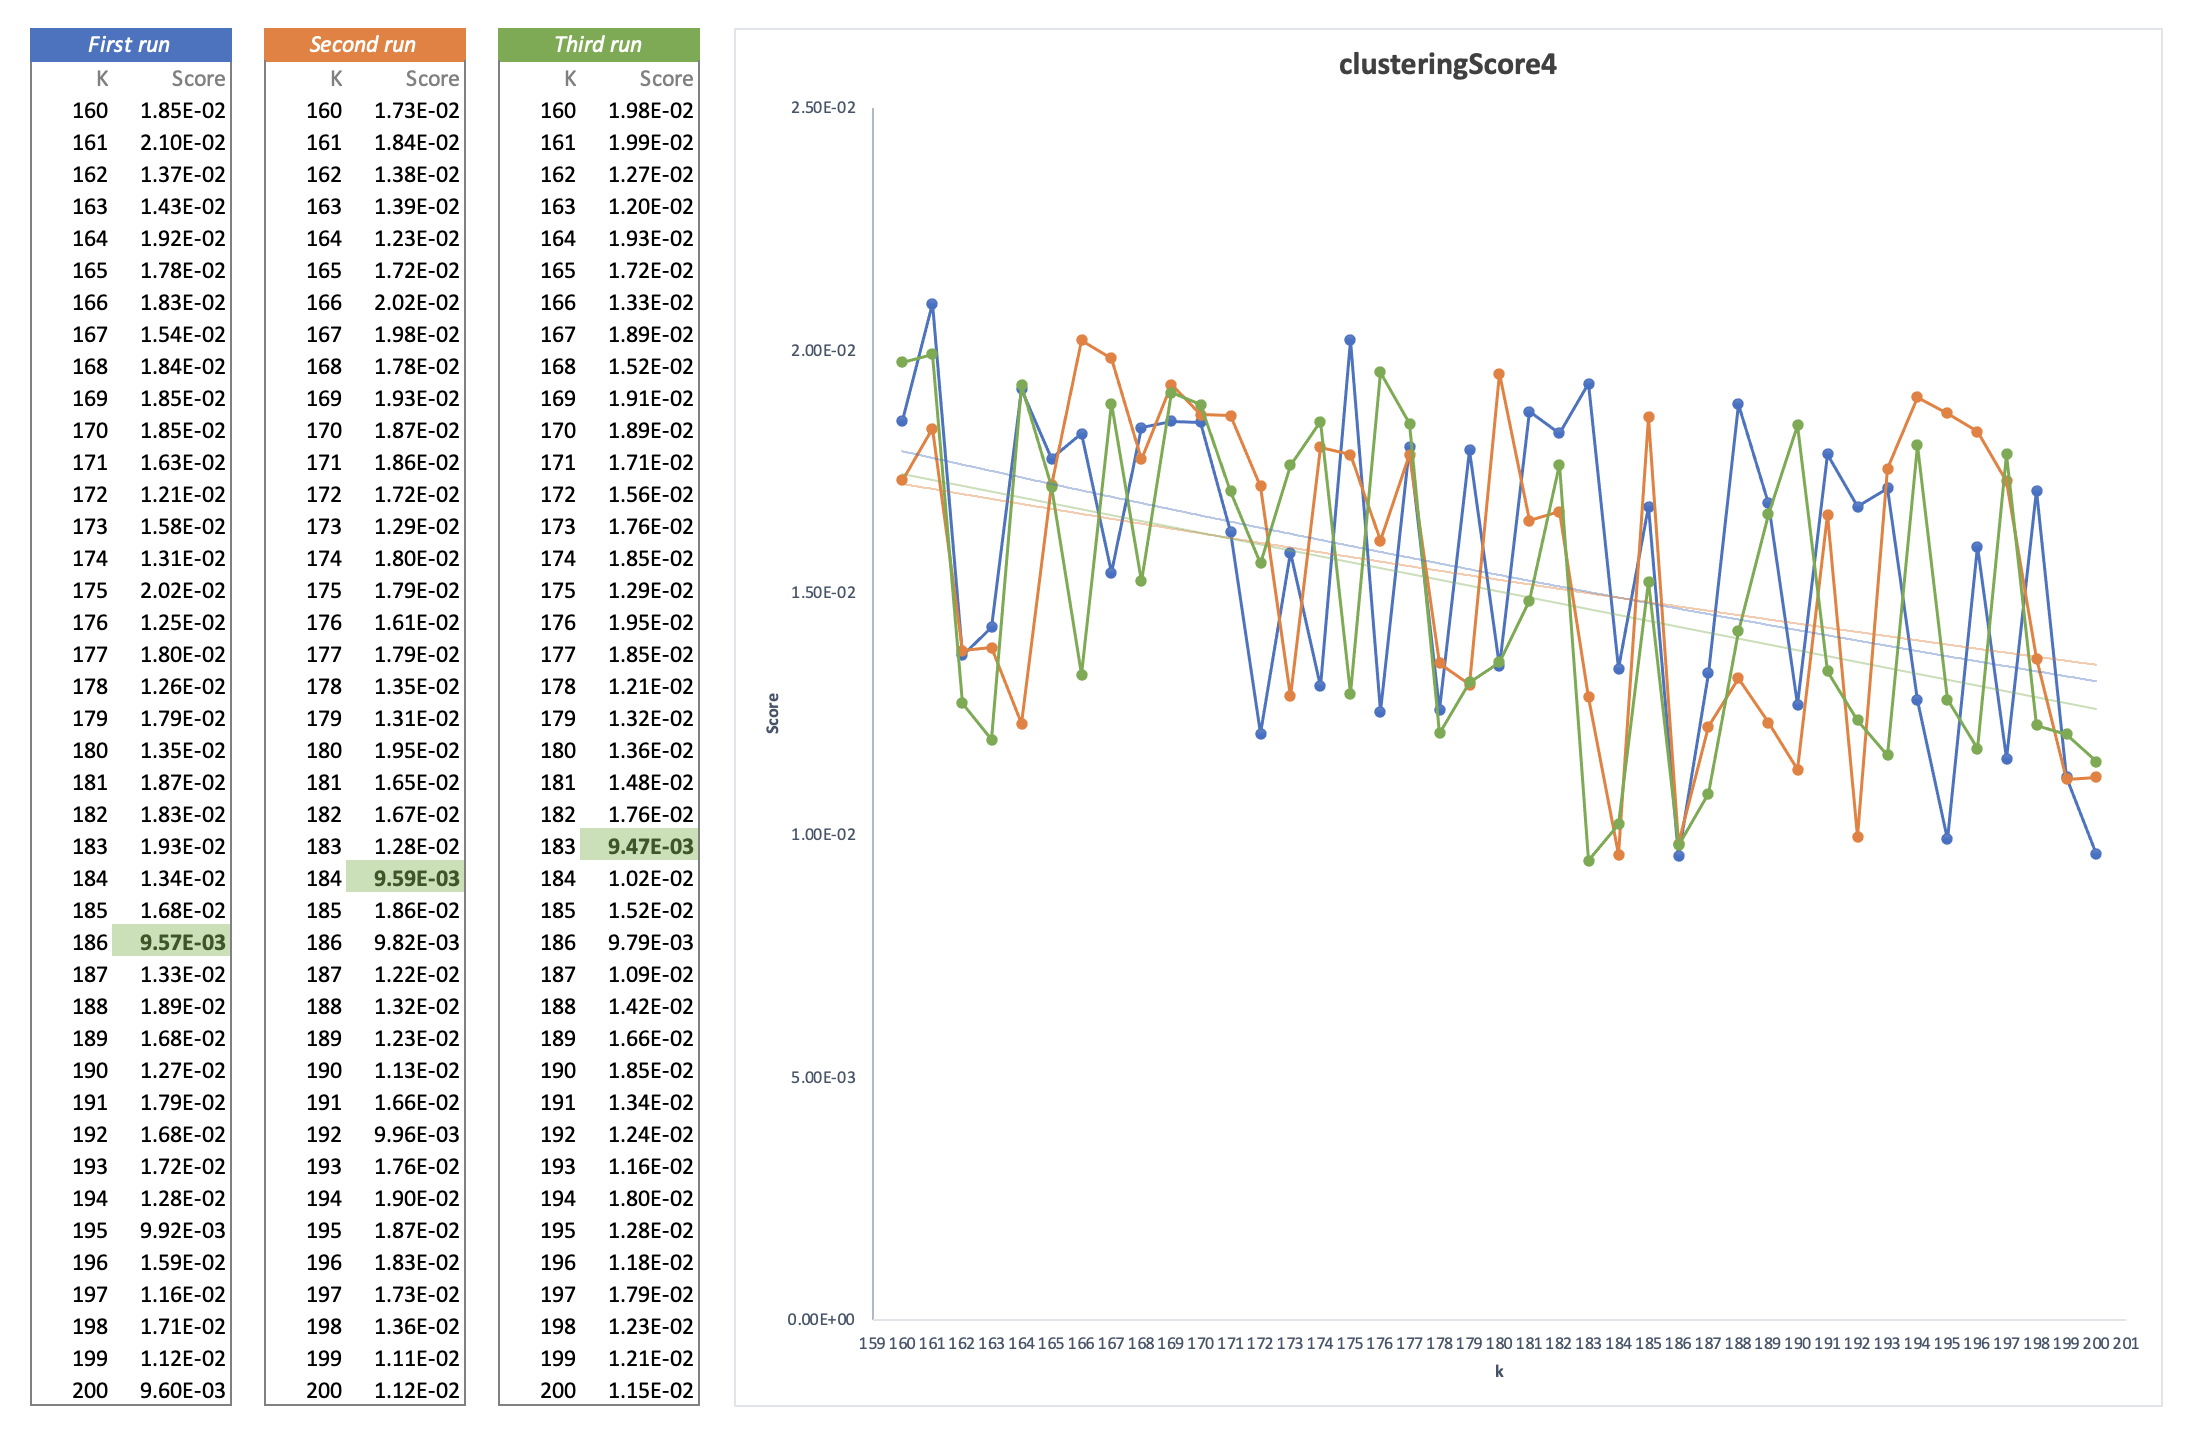 First run Second run Third run
K Score K Score K Score
160 1.85E-02 160 1.73E-02 160 1.98E-02
161 2.10E-02 161 1.84E-02 161 1.99E-02
162 1.37E-02 162 1.38E-02 162 1.27E-02
163 1.43E-02 163 1.39E-02 163 1.20E-02
164 1.92E-02 164 1.23E-02 164 1.93E-02
165 1.78E-02 165 1.72E-02 165 1.72E-02
166 1.83E-02 166 2.02E-02 166 1.33E-02
167 1.54E-02 167 1.98E-02 167 1.89E-02
168 1.84E-02 168 1.78E-02 168 1.52E-02
169 1.85E-02 169 1.93E-02 169 1.91E-02
170 1.85E-02 170 1.87E-02 170 1.89E-02
171 1.63E-02 171 1.86E-02 171 1.71E-02
172 1.21E-02 172 1.72E-02 172 1.56E-02
173 1.58E-02 173 1.29E-02 173 1.76E-02
174 1.31E-02 174 1.80E-02 174 1.85E-02
175 2.02E-02 175 1.79E-02 175 1.29E-02
176 1.25E-02 176 1.61E-02 176 1.95E-02
177 1.80E-02 177 1.79E-02 177 1.85E-02
178 1.26E-02 178 1.35E-02 178 1.21E-02
179 1.79E-02 179 1.31E-02 179 1.32E-02
180 1.35E-02 180 1.95E-02 180 1.36E-02
181 1.87E-02 181 1.65E-02 181 1.48E-02
182 1.83E-02 182 1.67E-02 182 1.76E-02
183 1.93E-02 183 1.28E-02 183 9.47E-03
184 1.34E-02 184 9.59E-03 184 1.02E-02
185 1.68E-02 185 1.86E-02 185 1.52E-02
186 9.57E-03 186 9.82E-03 186 9.79E-03
187 1.33E-02 187 1.22E-02 187 1.09E-02
188 1.89E-02 188 1.32E-02 188 1.42E-02
189 1.68E-02 189 1.23E-02 189 1.66E-02
190 1.27E-02 190 1.13E-02 190 1.85E-02
191 1.79E-02 191 1.66E-02 191 1.34E-02
192 1.68E-02 192 9.96E-03 192 1.24E-02
193 1.72E-02 193 1.76E-02 193 1.16E-02
194 1.28E-02 194 1.90E-02 194 1.80E-02
195 9.92E-03 195 1.87E-02 195 1.28E-02
196 1.59E-02 196 1.83E-02 196 1.18E-02
197 1.16E-02 197 1.73E-02 197 1.79E-02
198 1.71E-02 198 1.36E-02 198 1.23E-02
199 1.12E-02 199 1.11E-02 199 1.21E-02
200 9.60E-03 200 1.12E-02 200 1.15E-02
clusteringScore4
2.50E-02
2.00E-02
1.50E-02
1.00E-02
5.00E-03
0.00E+00
Score
159 160 161 162 163 164 165 166 167 168 169 170 171 172 173 174 175 176 177 178 179 180 181 182 183 184 185 186 187 188 189 190 191 192 193 194 195 196 197 198 199 200 201
k